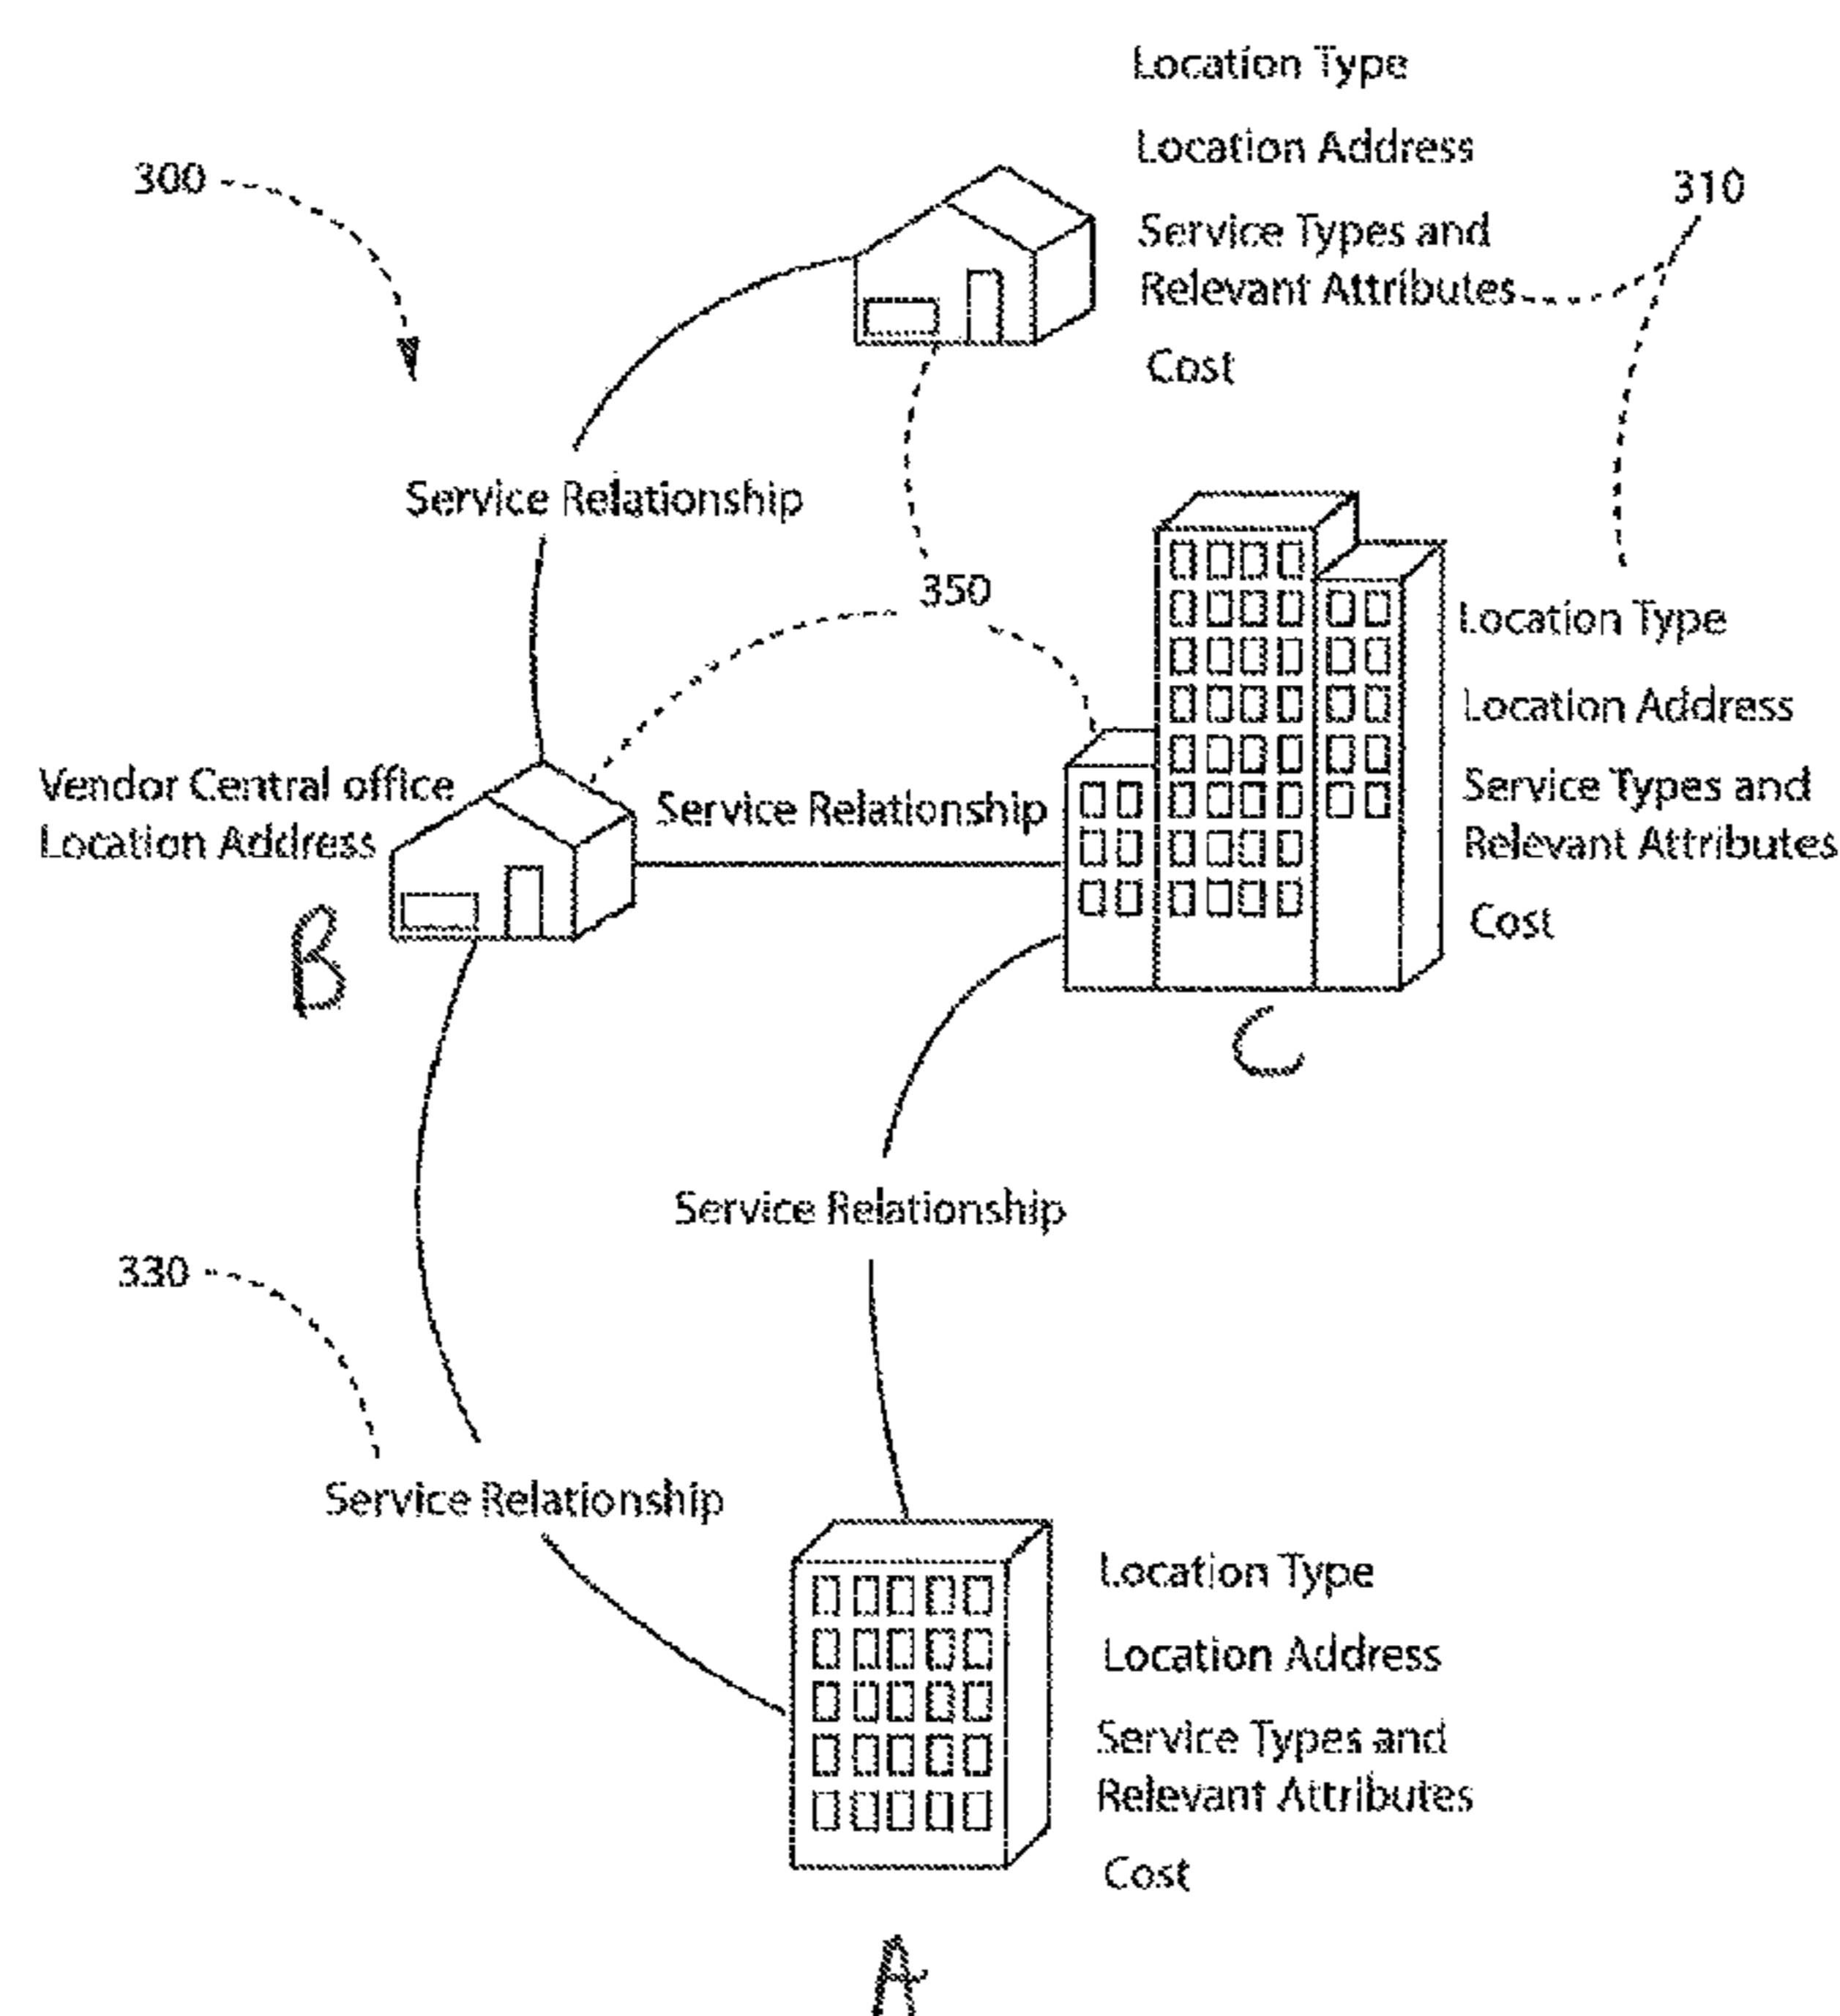 Location Type
Location Address
300
310
Service Types and
Relevant Attributes
Cost
Service Relationship
350
Location Type
Location Address
Vendor Central office
Location Address
Service Relationship
Service Types and
Relevant Attributes
Cost
B
C
Service Relationship
330
Service Relationship
Location Type
Location Address
Service Types and
Relevant Attributes
Cost
A